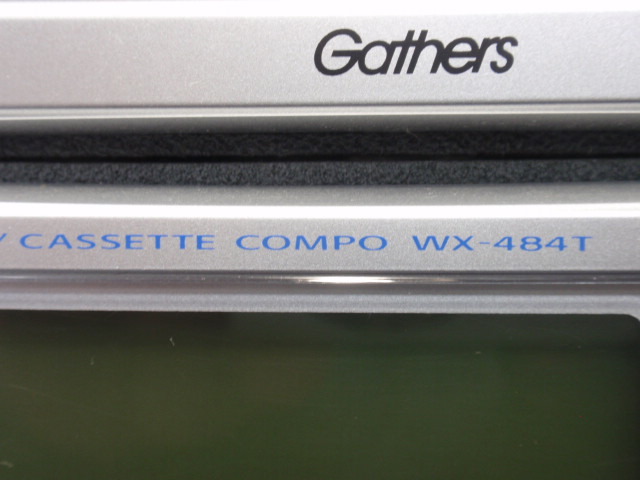 Gathers
/ CASSETTE COMPO WX-484T